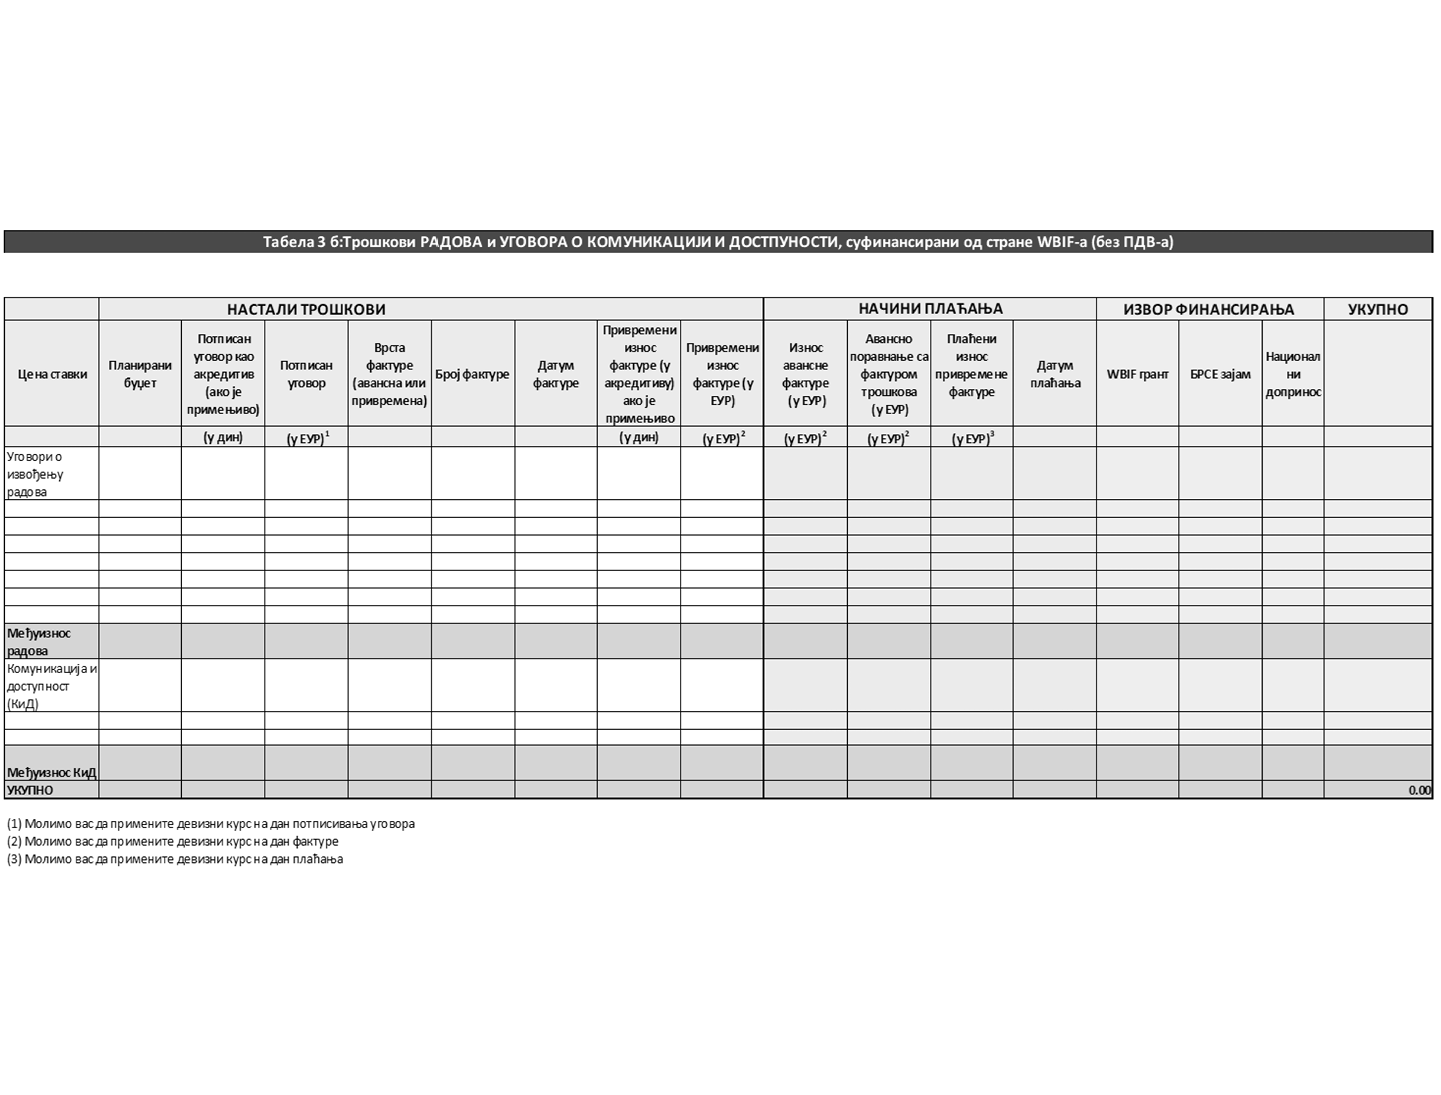 Табела 3 б:Трошкови РАДОВА и УГОВОРА О КОМУНИКАЦИЈИ И ДОСТПУНОСТИ, суфинансирани од стране WBIF-а (без ПДВ-а)
НАСТАЛИ ТРОШКОВИ
НАЧИНИ ПЛАЋАЊА
ИЗВОР ФИНАНСИРАЊА
УКУПНО
Цена ставки
Планирани
буџет
Потписан
уговор као
акредитив
(ако је
примењиво)
Потписан
уговор
Врста
фактуре
(авансна или
привремена)
Број фактуре
Датум
фактуре
Привремени
износ
фактуре (у
акредитиву)
ако је
примењиво
Привремени
износ
фактуре (у
ЕУР)
Износ
авансне
фактуре
(у ЕУР)
Авансно
поравнање са
фактуром
трошкова
(у ЕУР)
Плаћени
износ
привремене
фактуре
Датум
плаћања
WBIF грант
БРСЕ зајам
Национал
ни
допринос
(у дин)
(у ЕУР)1
(у дин)
(у ЕУР)2
(у ЕУР)2
(у ЕУР)2
(у ЕУР)3
Уговори о
извођењу
радова
Међуизнос
радова
Комуникација и
доступност
(КиД)
Међуизнос КиД
УКУПНО
0.00
(1) Молимо вас да примените девизни курс на дан потписивања уговора
(2) Молимо вас да примените девизни курс на дан фактуре
(3) Молимо вас да примените девизни курс на дан плаћања